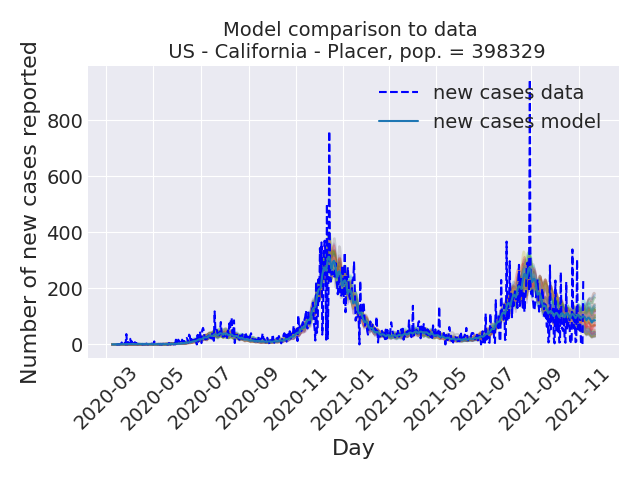 Model comparison to data
US - California - Placer, pop. = 398329
Number of new cases reported
800
600
400
200
0
new cases data
new cases model
2020-03
2020-05
2020-07
2020-09
2020-11
2021-01
2021-03
2021-05
2021-07
2021-09
2021-11
Day